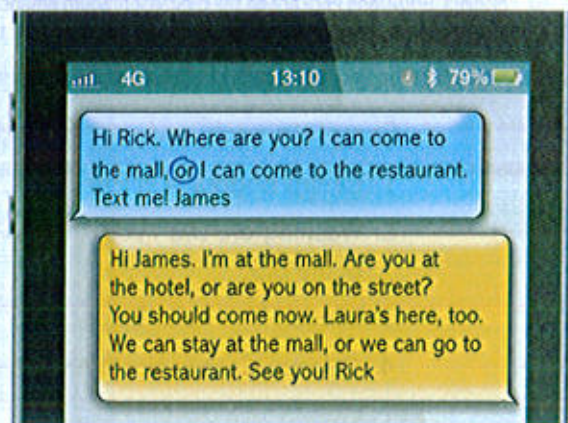 4G 13:10 79%
Hi Rick. Where are you? I can come to
the mall, or I can come to the restaurant.
Text me! James
Hi James. I'm at the mall. Are you at
the hotel, or are you on the street?
You should come now. Laura's here, too.
We can stay at the mall, or we can go to
the restaurant. See you! Rick